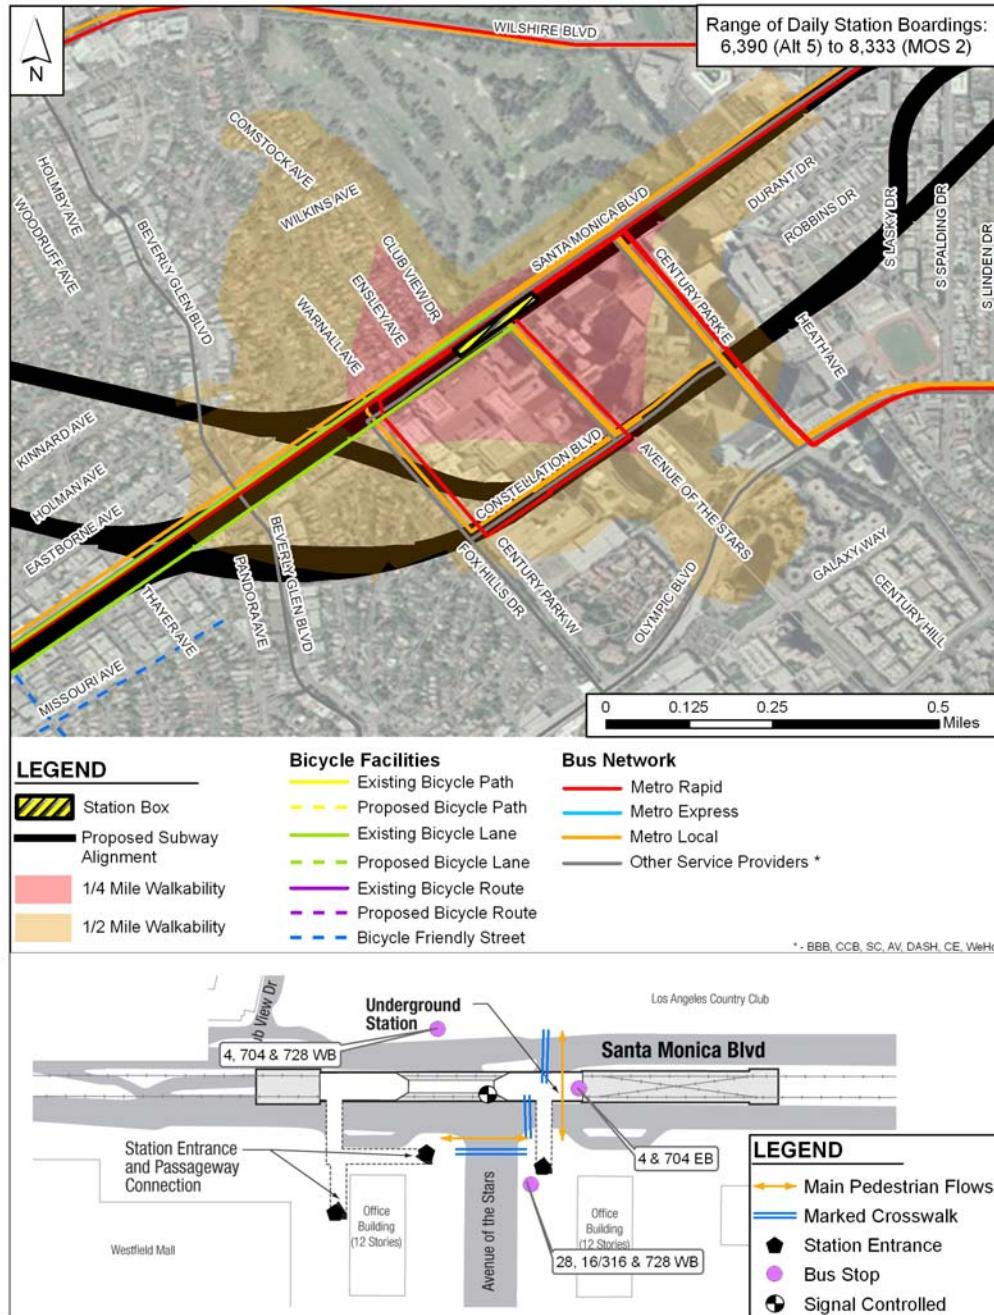 WILSHIRE BLVD
Range of Daily Station Boardings:
6,390 (Alt 5) to 8,333 (MOS 2)
N
COMSTOCK AVE
HOLMBY AVE
WOODRUFF AVE
WILKINS AVE
BEVERLY GLEN BLVD
CLUB VIEW DR
ENSLEY AVE
WARNALL AVE
SANTA MONICA BLVD
DURANT DR
ROBBINS DR
S LASKY DR
S SPALDING DR
S LINDEN DR
CENTURY PARK E
HEATH AVE
KINNARD AVE
HOLMAN AVE
EASTBORNE AVE
CONSTELLATION BLVD
AVENUE OF THE STARS
BEVERLY GLEN BLVD
PANDORA AVE
THAYER AVE
MISSOURI AVE
FOX HILLS DR
CENTURY PARK W
OLYMPIC BLVD
GALAXY WAY
CENTURY HILL
0 0.125 0.25 0.5
Miles
LEGEND
Station Box
Proposed Subway
Alignment
1/4 Mile Walkability
1/2 Mile Walkability
Bicycle Facilities
Existing Bicycle Path
Proposed Bicycle Path
Existing Bicycle Lane
Proposed Bicycle Lane
Existing Bicycle Route
Proposed Bicycle Route
Bicycle Friendly Street
Bus Network
Metro Rapid
Metro Express
Metro Local
Other Service Providers *
* - BBB, CCB, SC, AV, DASH, CE, WeHo
ub View Dr
Underground
Station
Los Angeles Country Club
4, 704 & 728 WB
Santa Monica Blvd
Station Entrance
and Passageway
Connection
4 & 704 EB
Office
Building
(12 Stories)
Avenue of the Stars
Office
Building
(12 Stories)
Westfield Mall
28, 16/316 & 728 WB
LEGEND
Main Pedestrian Flows
Marked Crosswalk
Station Entrance
Bus Stop
Signal Controlled